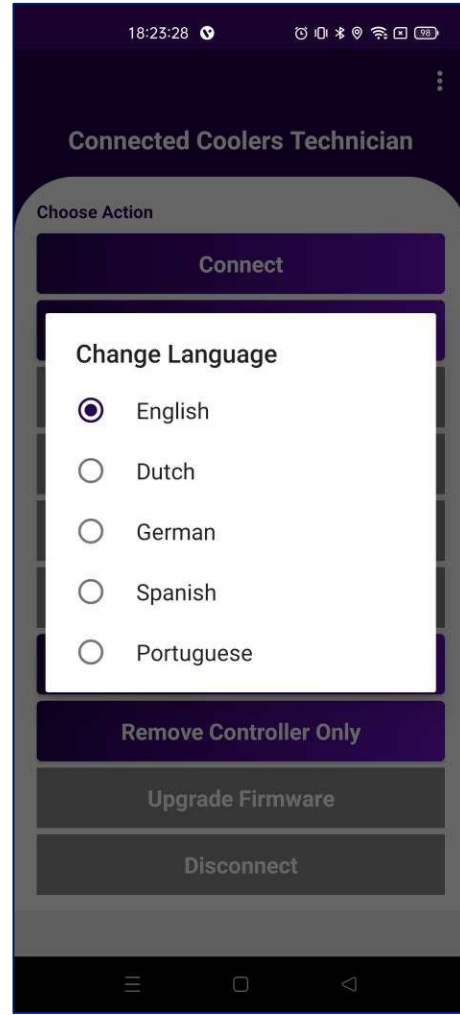 18:23:28
98
Connected Coolers Technician
Choose Action
Connect
Change Language
English
Dutch
German
Spanish
Portuguese
Remove Controller Only
Upgrade Firmware
Disconnect